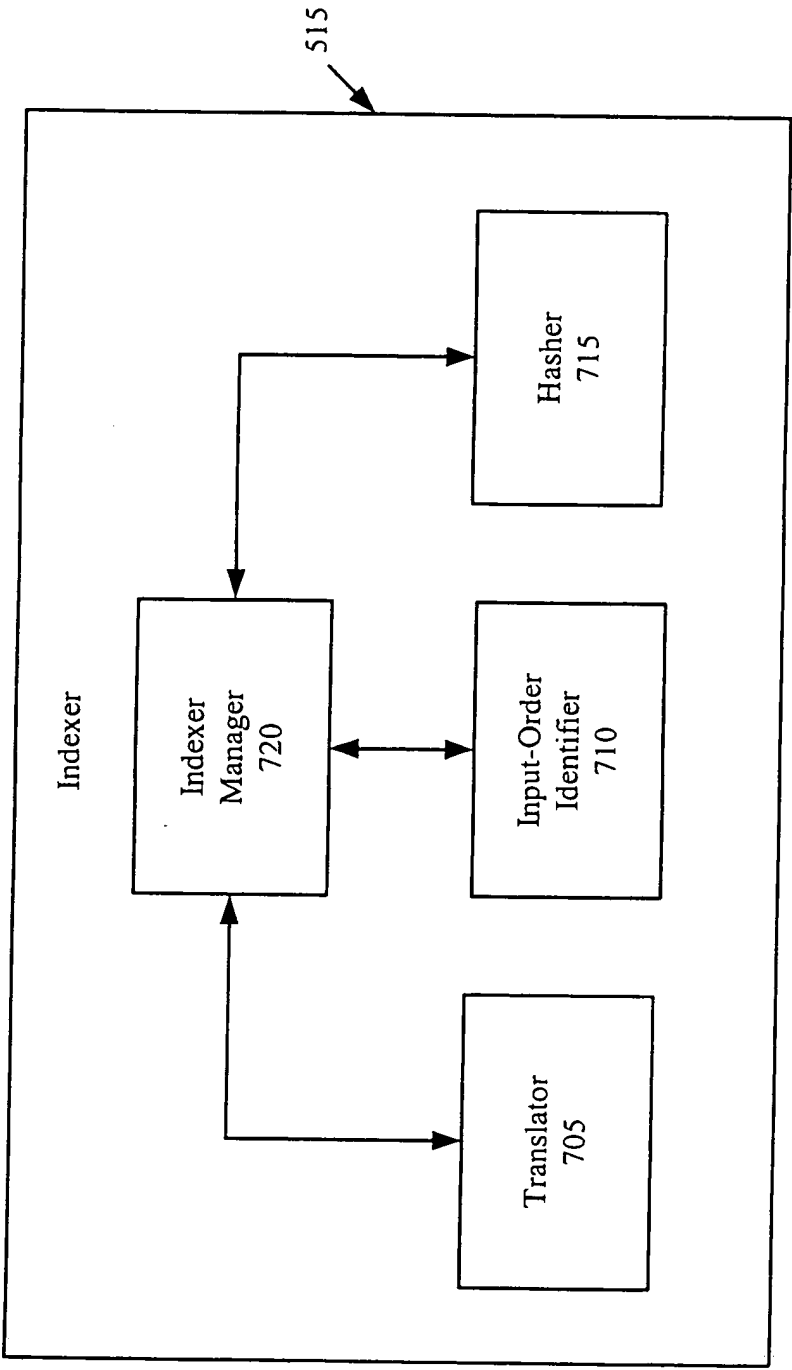 515
Indexer
Indexer
Manager
720
Translator
705
Input-Order
Identifier
710
Hasher
715